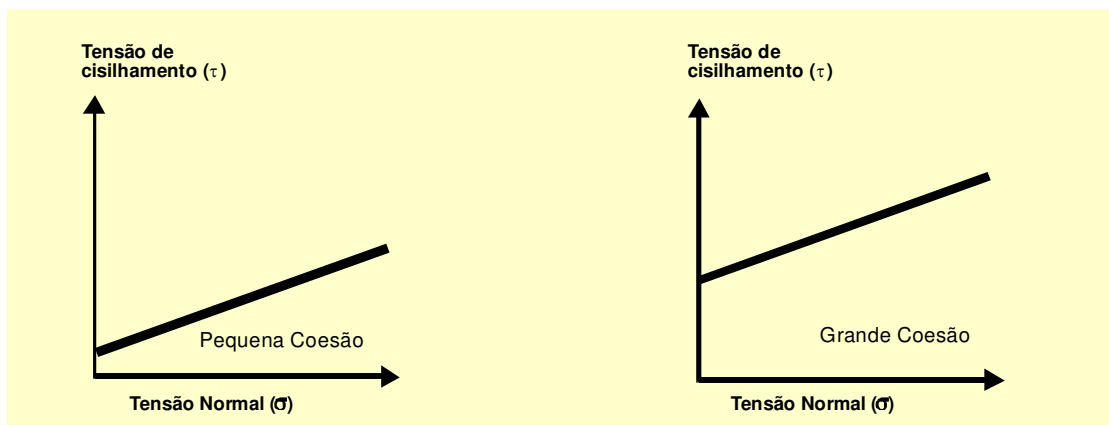 Tensão de
cisilhamento (τ)
Pequena Coesão
Tensão Normal (σ)
Tensão de
cisilhamento (τ)
Grande Coesão
Tensão Normal (σ)